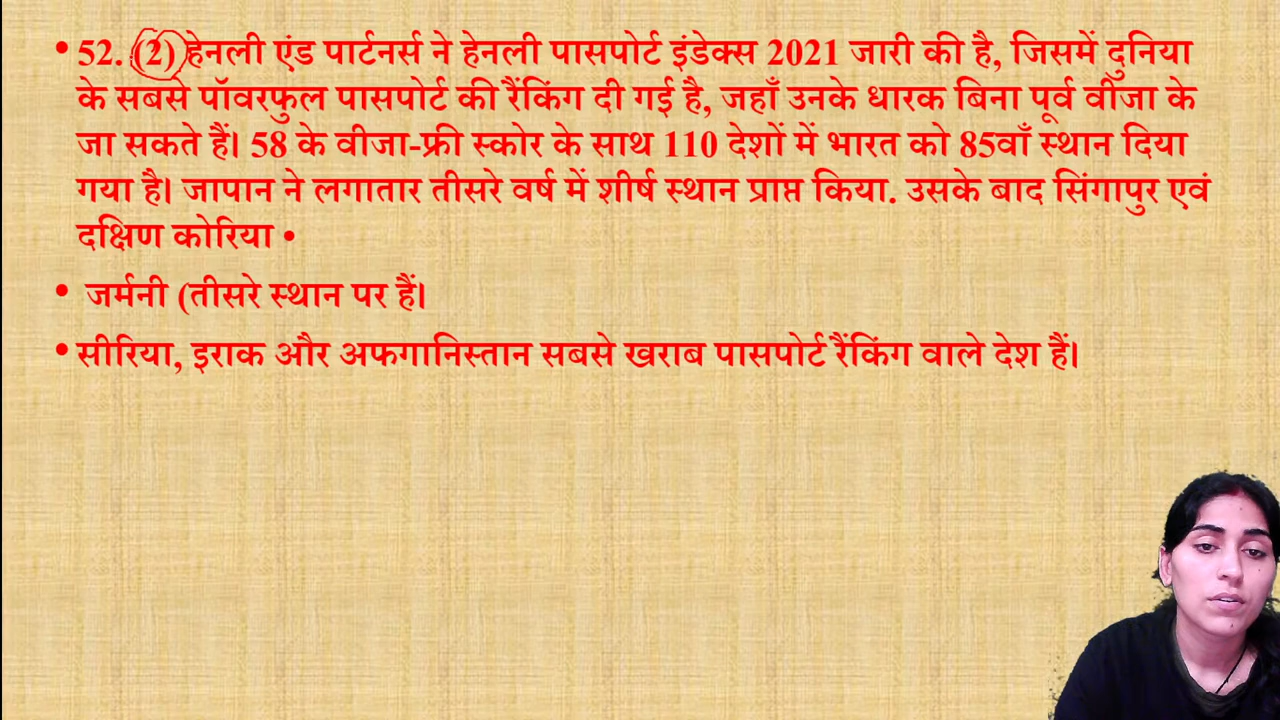 • 52. (2) हेनली एंड पार्टनर्स ने हेनली पासपोर्ट इंडेक्स 2021 जारी की है, जिसमें दुनिया
के सबसे पॉवरफुल पासपोर्ट की रैंकिंग दी गई है, जहाँ उनके धारक बिना पूर्व वीजा के
जा सकते हैं। 58 के वीजा-फ्री स्कोर के साथ 110 देशों में भारत को 85वाँ स्थान दिया
गया है। जापान ने लगातार तीसरे वर्ष में शीर्ष स्थान प्राप्त किया. उसके बाद सिंगापुर एवं
दक्षिण कोरिया •
• जर्मनी (तीसरे स्थान पर हैं।
• सीरिया, इराक और अफगानिस्तान सबसे खराब पासपोर्ट रैंकिंग वाले देश हैं।